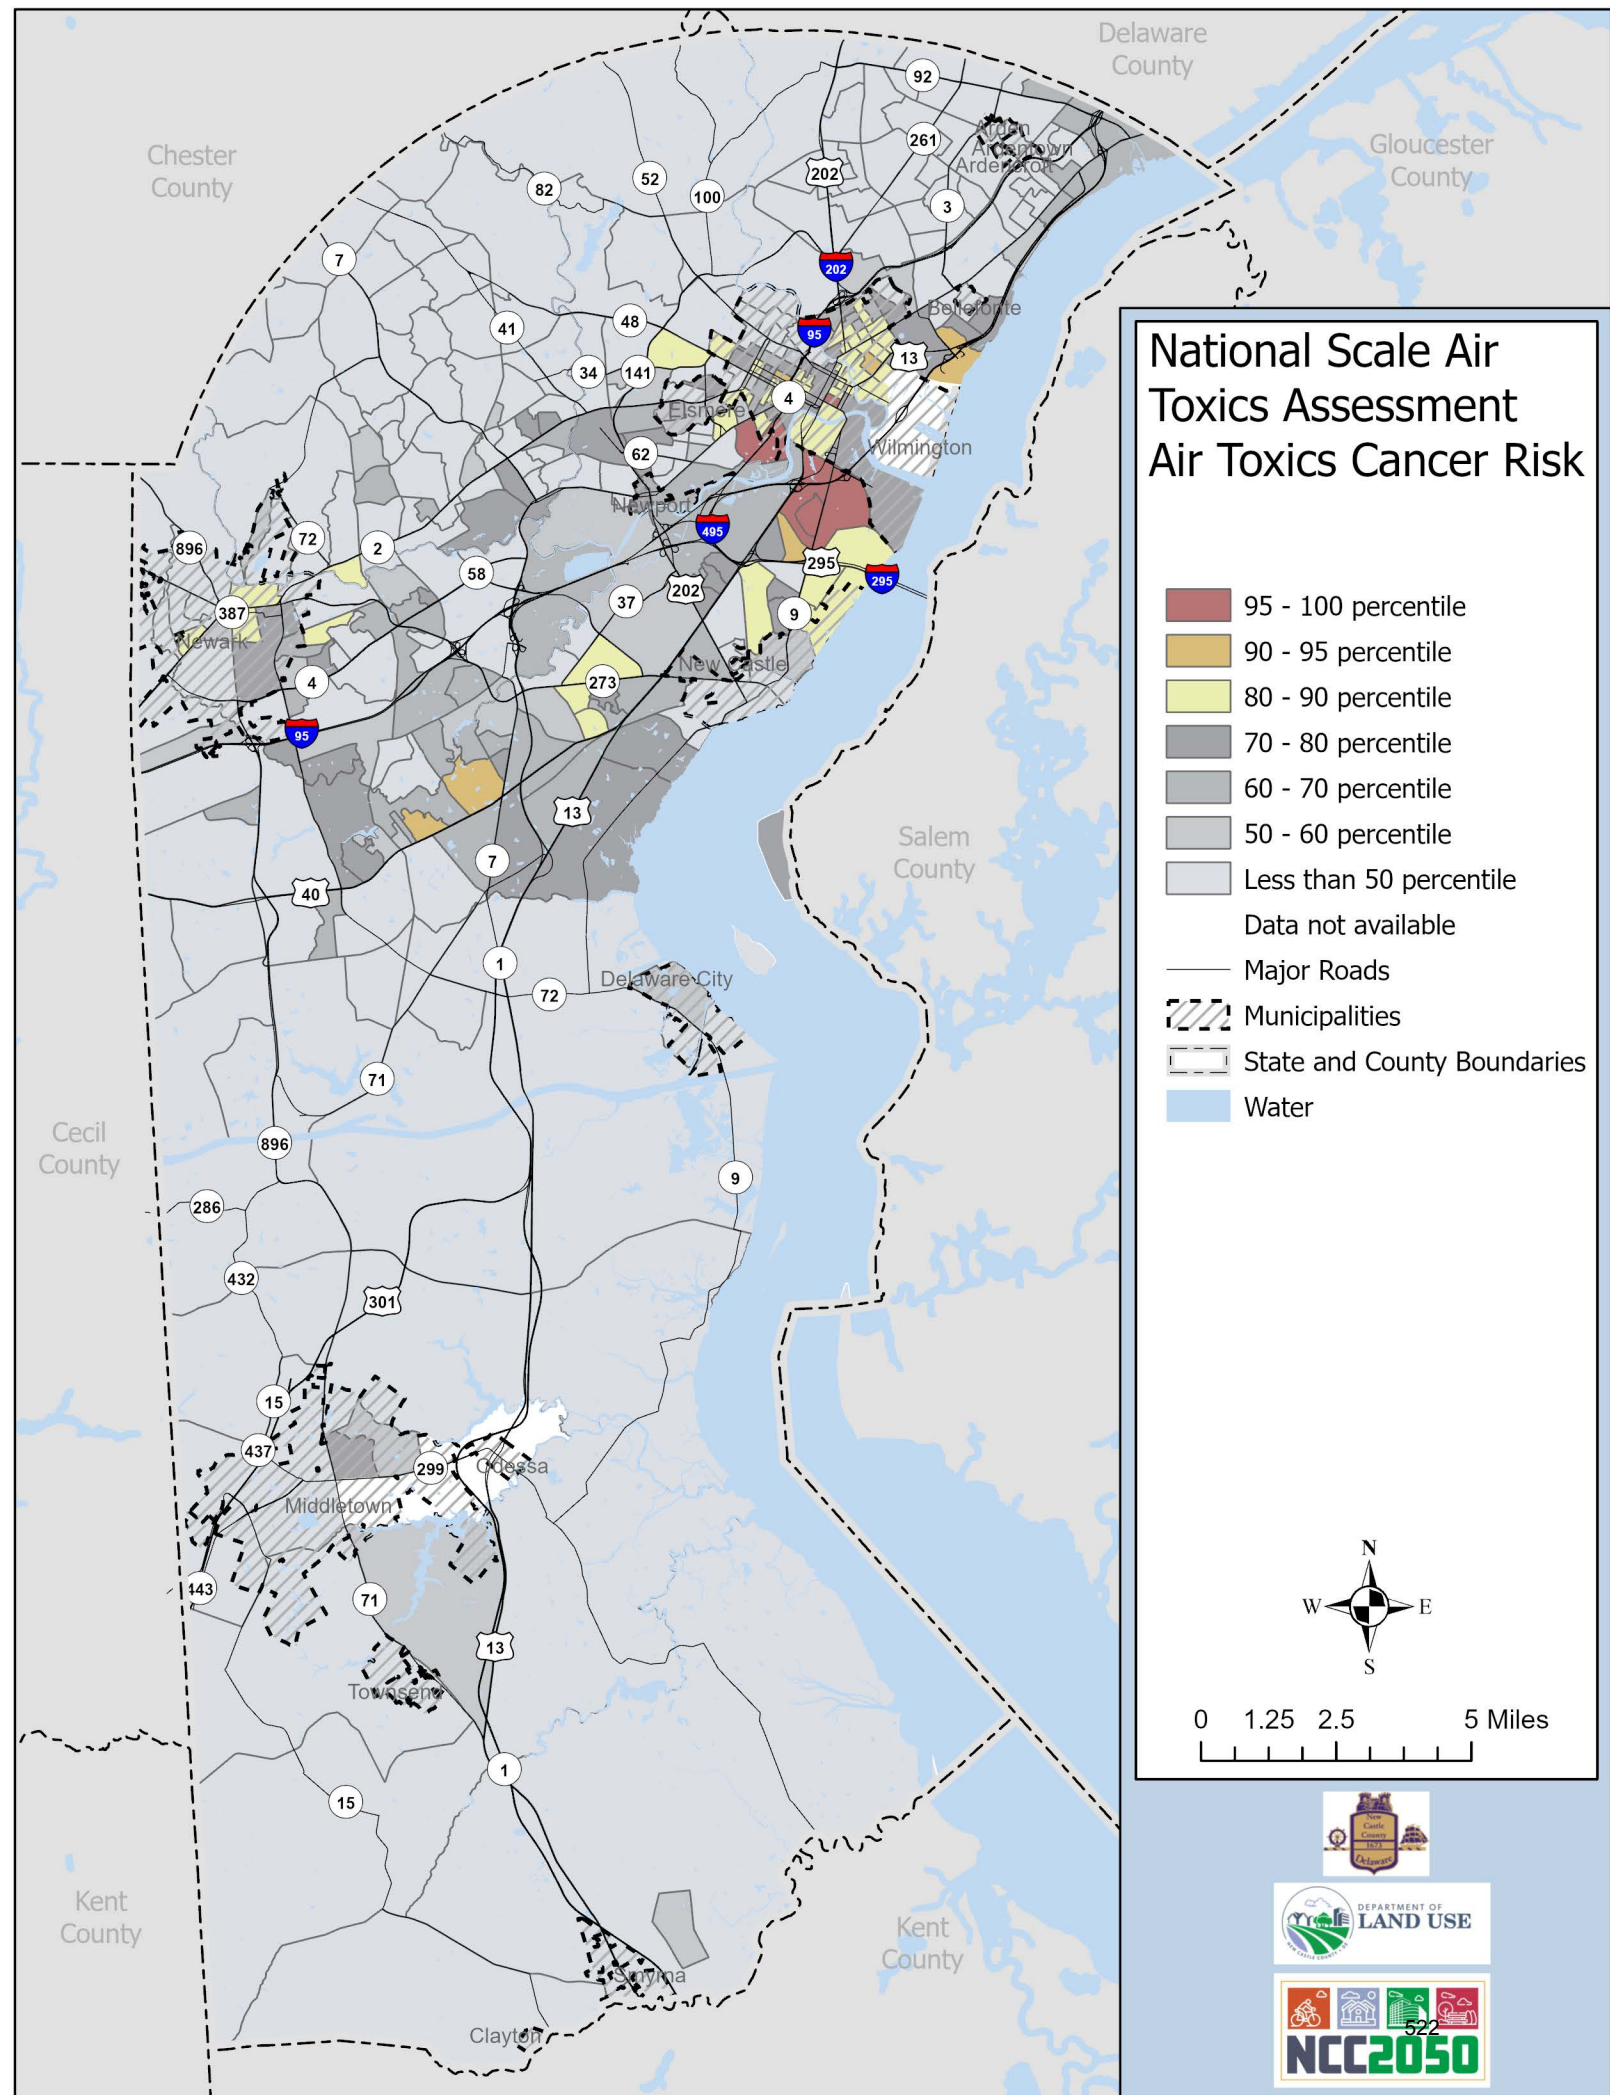 National Scale Air
Toxics Assessment
Air Toxics Cancer Risk
95 - 100 percentile
90 - 95 percentile
80 - 90 percentile
70 - 80 percentile
60 - 70 percentile
50 - 60 percentile
Less than 50 percentile
Data not available
Major Roads
Municipalities
State and County Boundaries
Water
N
W
E
S
0 1.25 2.5 5 Miles
New
Castle
County
1673
Delaware
DEPARTMENT OF
LAND USE
522
NCC2050
Delaware
County
Chester
County
Gloucester
County
Salem
County
Cecil
County
Kent
County
Kent
County
92
261
Arden
Ardentown
Ardencroft
202
52
82
100
3
7
202
Bellefonte
48
41
95
13
34
141
4
Elsmere
62
Wilmington
Newport
495
896
72
2
58
295
295
202
37
387
9
Newark
New Castle
4
273
95
13
7
40
1
Delaware City
72
71
896
9
286
432
301
15
437
299
Odessa
Middletown
443
71
13
Townsend
1
15
Smyrna
Clayton